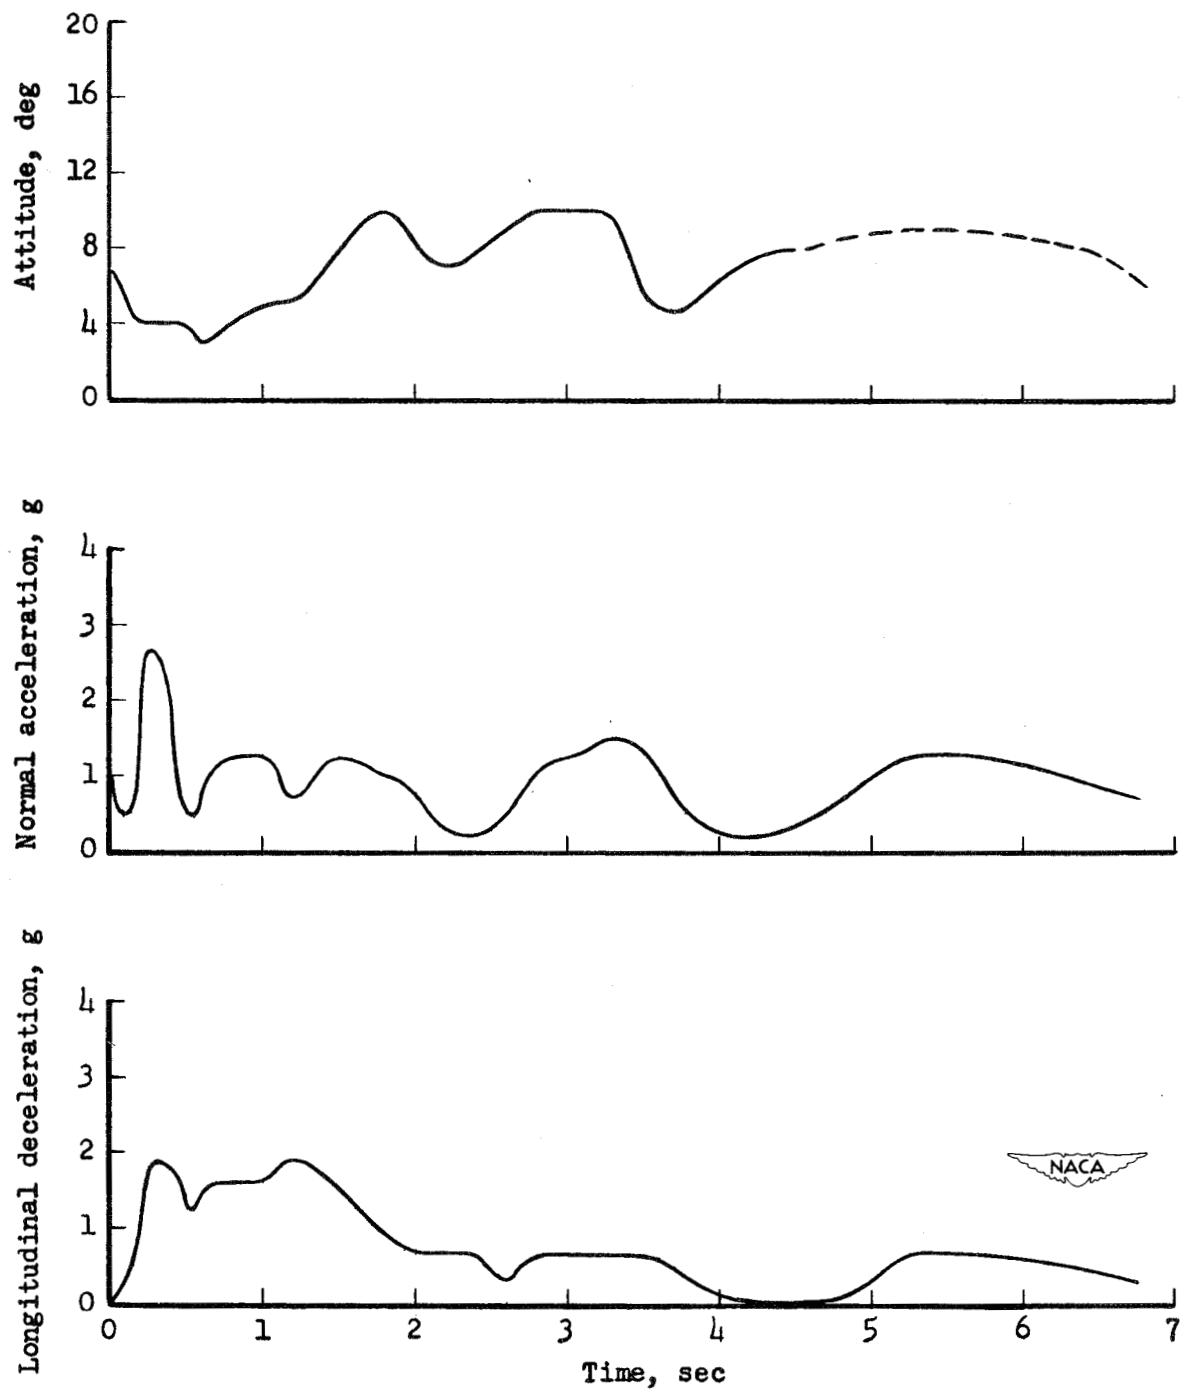 Attitude, deg
20
16
12
8
4
0
Normal acceleration, g
4
3
2
1
0
Longitudinal deceleration, g
4
3
2
1
0
NACA
0 1 2 3 4 5 6 7
Time, sec